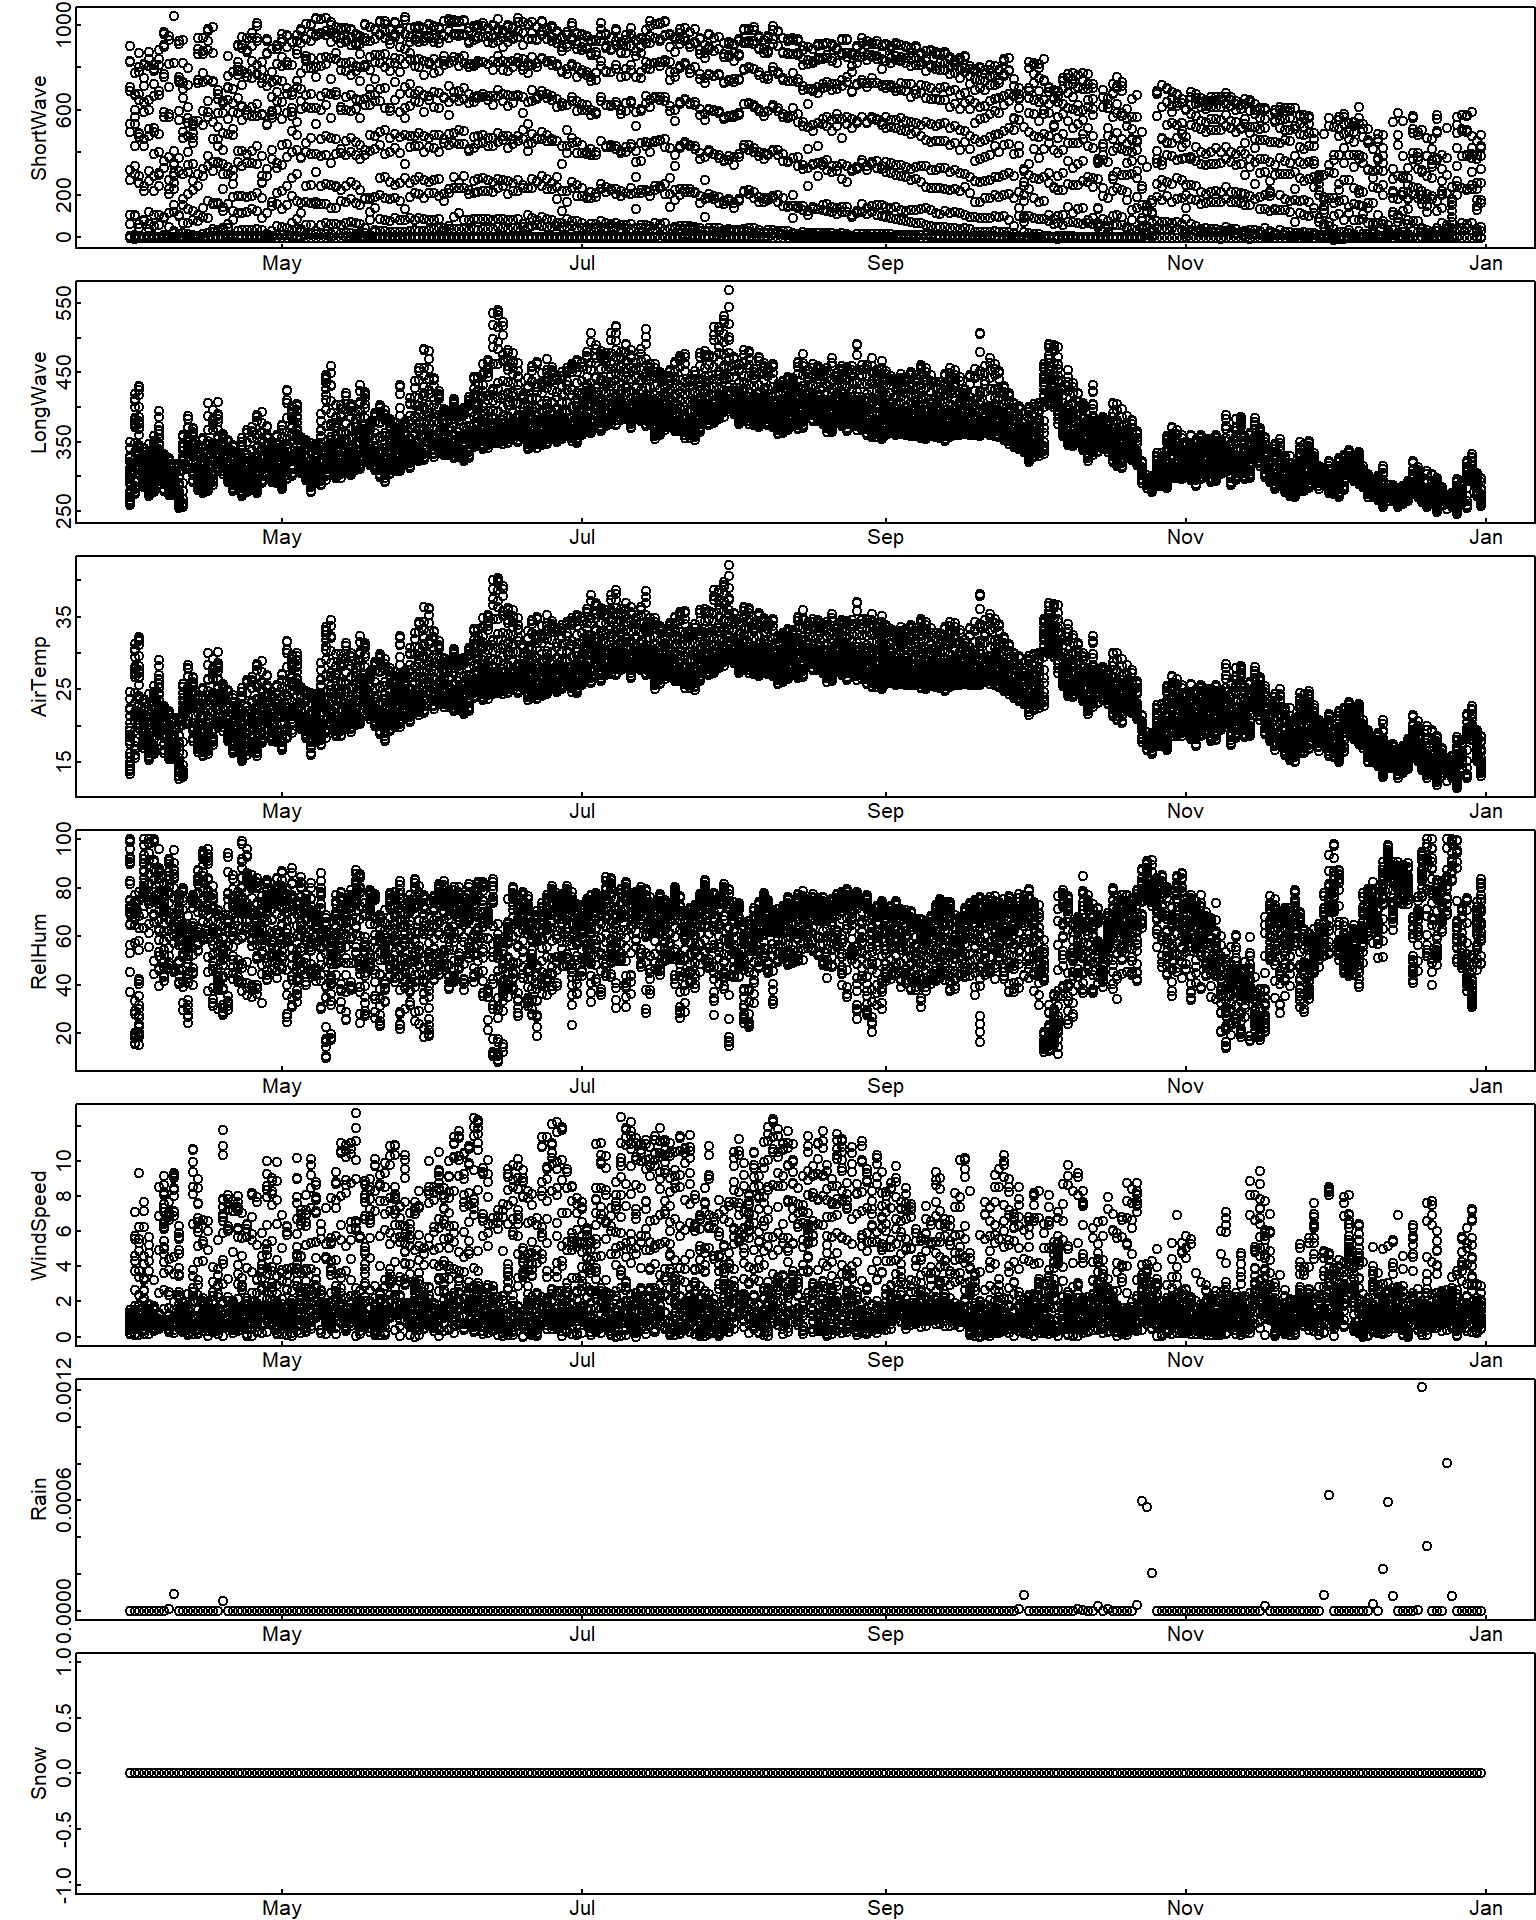 ShortWave
0 200 600 1000
May Jul Sep Nov Jan
LongWave
250 350 450 550
May Jul Sep Nov Jan
AirTemp
15 25 35
May Jul Sep Nov Jan
RelHum
20 40 60 80 100
May Jul Sep Nov Jan
WindSpeed
0 2 4 6 8 10
May Jul Sep Nov Jan
Rain
0.0000 0.0006 0.0012
May Jul Sep Nov Jan
Snow
-1.0 -0.5 0.0 0.5 1.0
May Jul Sep Nov Jan